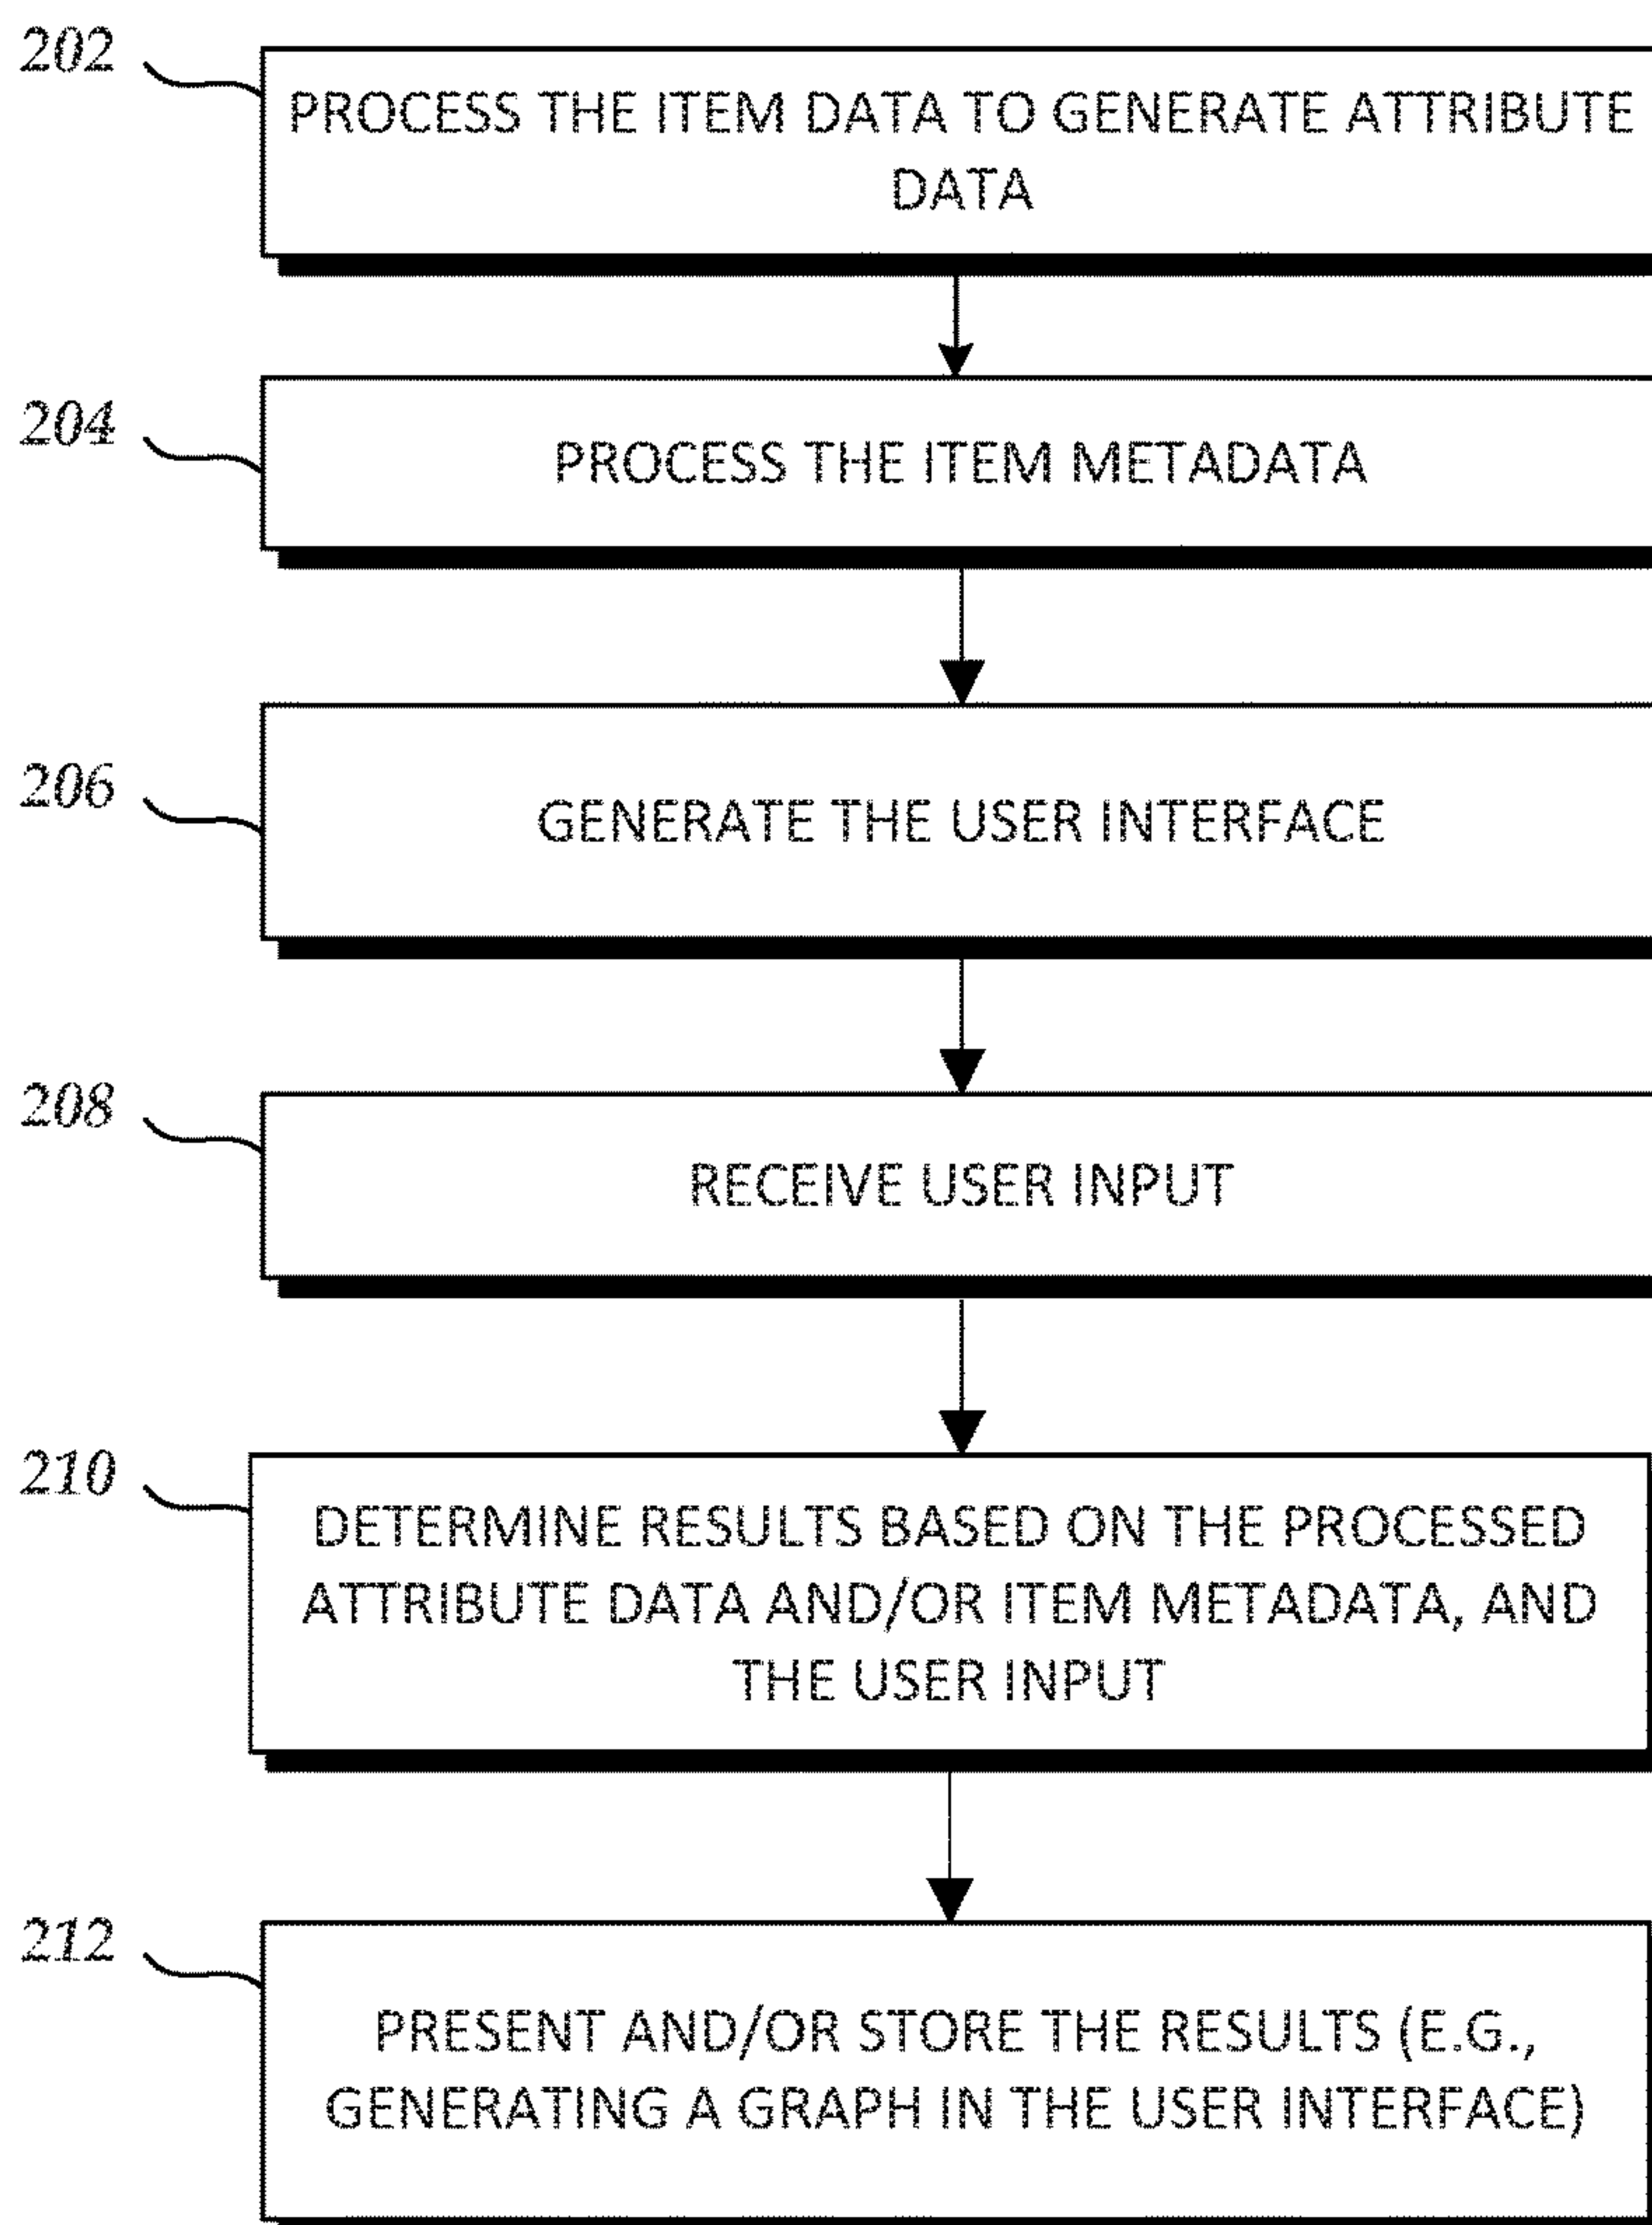 202
PROCESS THE ITEM DATA TO GENERATE ATTRIBUTE
DATA
204
PROCESS THE ITEM METADATA
206
GENERATE THE USER INTERFACE
208
RECEIVE USER INPUT
210
DETERMINE RESULTS BASED ON THE PROCESSED
ATTRIBUTE DATA AND/OR ITEM METADATA, AND
THE USER INPUT
212
PRESENT AND/OR STORE THE RESULTS (E.G.,
GENERATING A GRAPH IN THE USER INTERFACE)